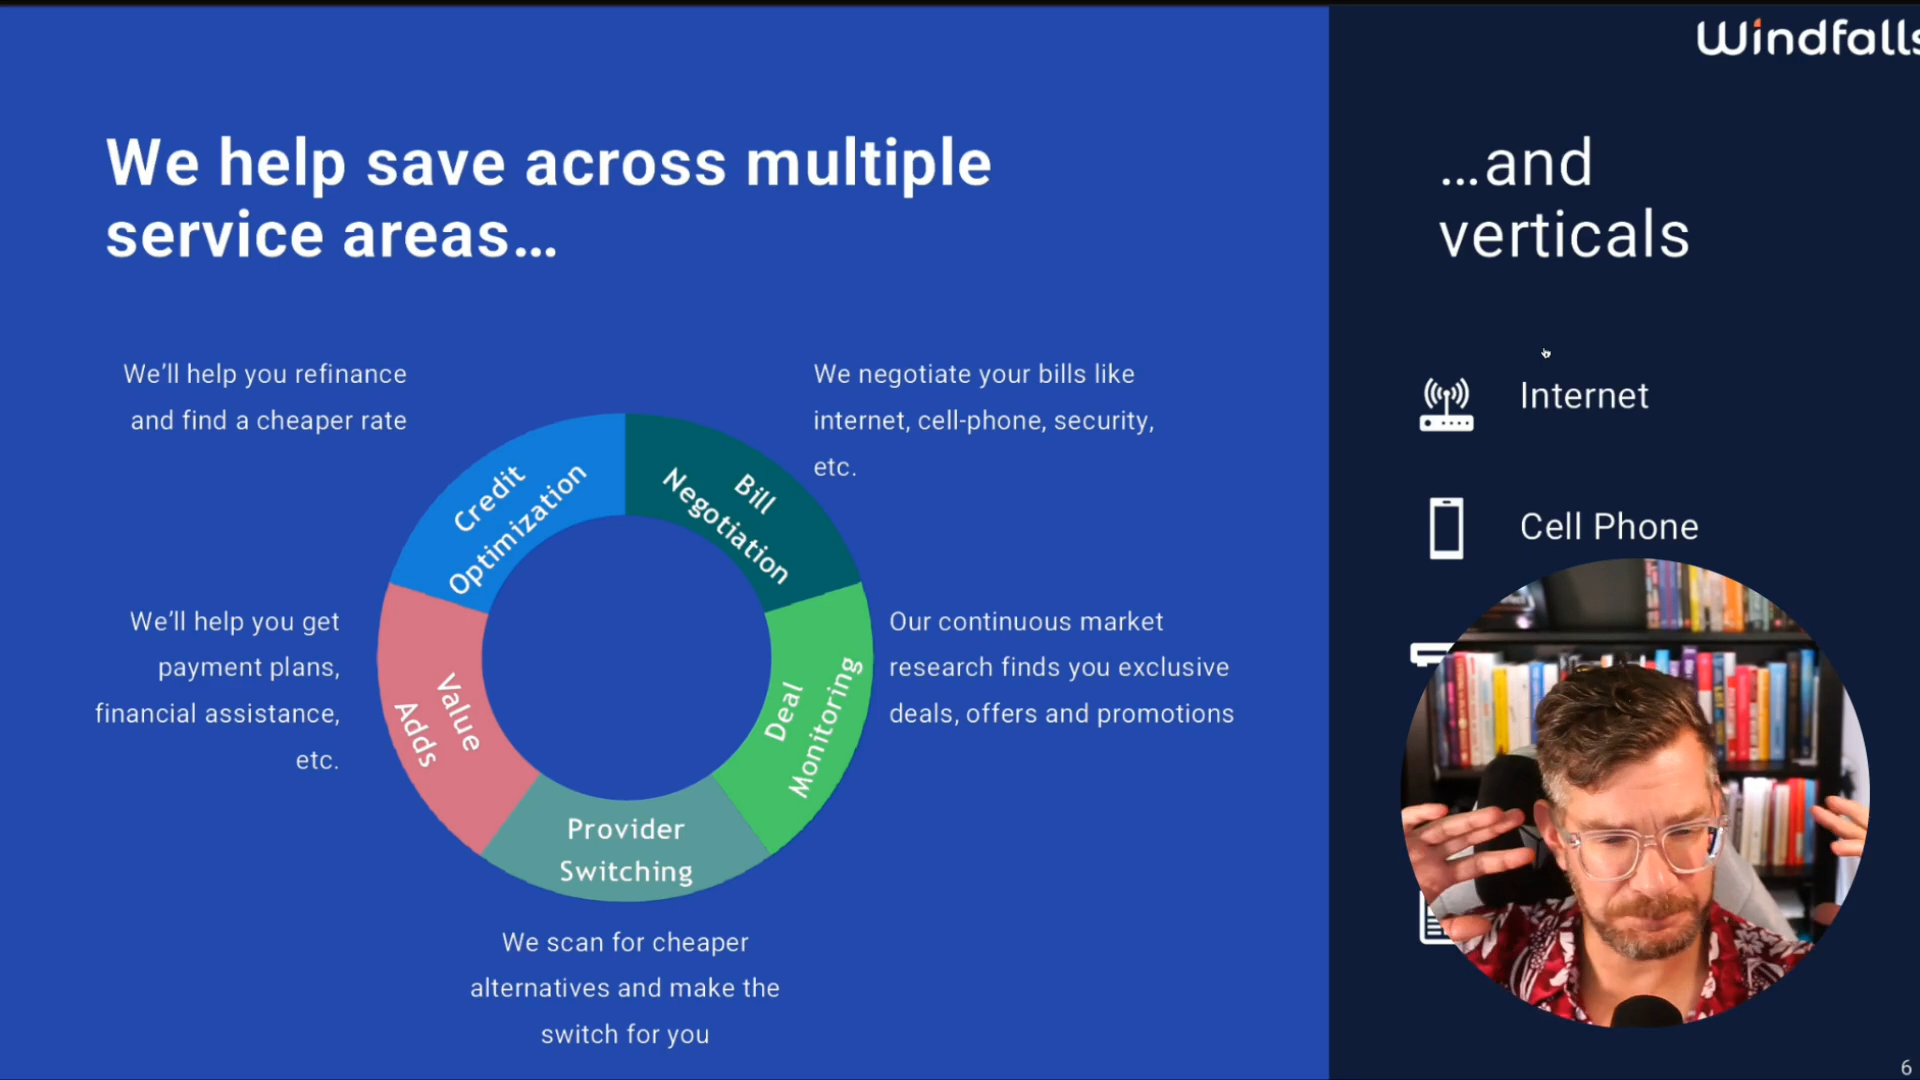 Windfalls
We help save across multiple
service areas…
…and
verticals
We'll help you refinance
and find a cheaper rate
We negotiate your bills like
internet, cell-phone, security,
etc.
Credit
Optimization
Bill
Negotiation
Internet
Cell Phone
We'll help you get
payment plans,
financial assistance,
etc.
Value
Adds
Deal
Monitoring
Our continuous market
research finds you exclusive
deals, offers and promotions
Provider
Switching
We scan for cheaper
alternatives and make the
switch for you
6